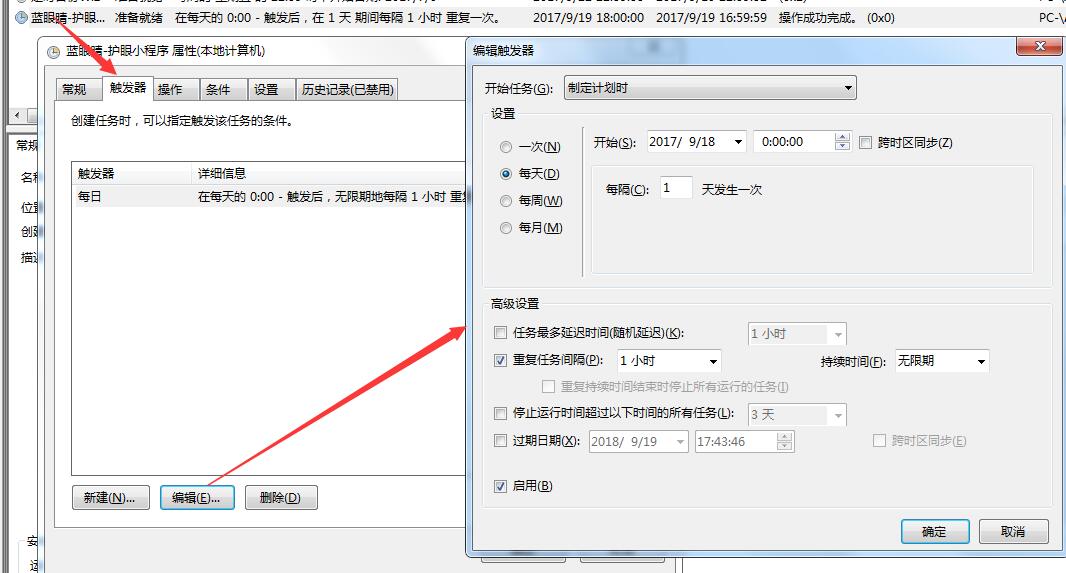 蓝眼睛-护眼... 准备就绪 在每天的 0:00 - 触发后，在 1 天 期间每隔 1 小时 重复一次。 2017/9/19 18:00:00 2017/9/19 16:59:59 操作成功完成。 (0x0)
蓝眼睛-护眼小程序 属性(本地计算机)
常规 触发器 操作 条件 设置 历史记录(已禁用)
创建任务时，可以指定触发该任务的条件。
触发器 详细信息
每日 在每天的 0:00 - 触发后，无限期地每隔 1 小时
新建(N)... 编辑(E)... 删除(D)
编辑触发器
开始任务(G): 制定计划时
设置
一次(N)
每天(D)
每周(W)
每月(M)
开始(S): 2017/ 9/18 0:00:00 跨时区同步(Z)
每隔(C): 1 天发生一次
高级设置
任务最多延迟时间(随机延迟)(K): 1 小时
重复任务间隔(P): 1 小时 持续时间(F): 无限期
重复持续时间结束时停止所有运行的任务(I)
停止运行时间超过以下时间的所有任务(L): 3 天
过期日期(X): 2018/ 9/19 17:43:46 跨时区同步(E)
启用(B)
确定 取消